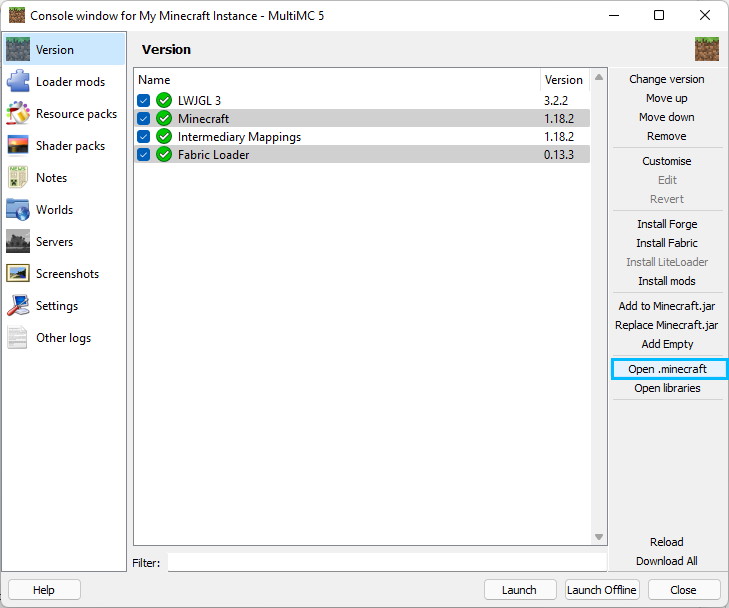 Console window for My Minecraft Instance - MultiMC 5
Version
Loader mods
Resource packs
Shader packs
NEWS
Notes
Worlds
Servers
Screenshots
Settings
Other logs
Version
Name Version
LWJGL 3 3.2.2
Minecraft 1.18.2
Intermediary Mappings 1.18.2
Fabric Loader 0.13.3
Filter:
Change version
Move up
Move down
Remove
Customise
Edit
Revert
Install Forge
Install Fabric
Install LiteLoader
Install mods
Add to Minecraft.jar
Replace Minecraft.jar
Add Empty
Open .minecraft
Open libraries
Reload
Download All
Help
Launch
Launch Offline
Close